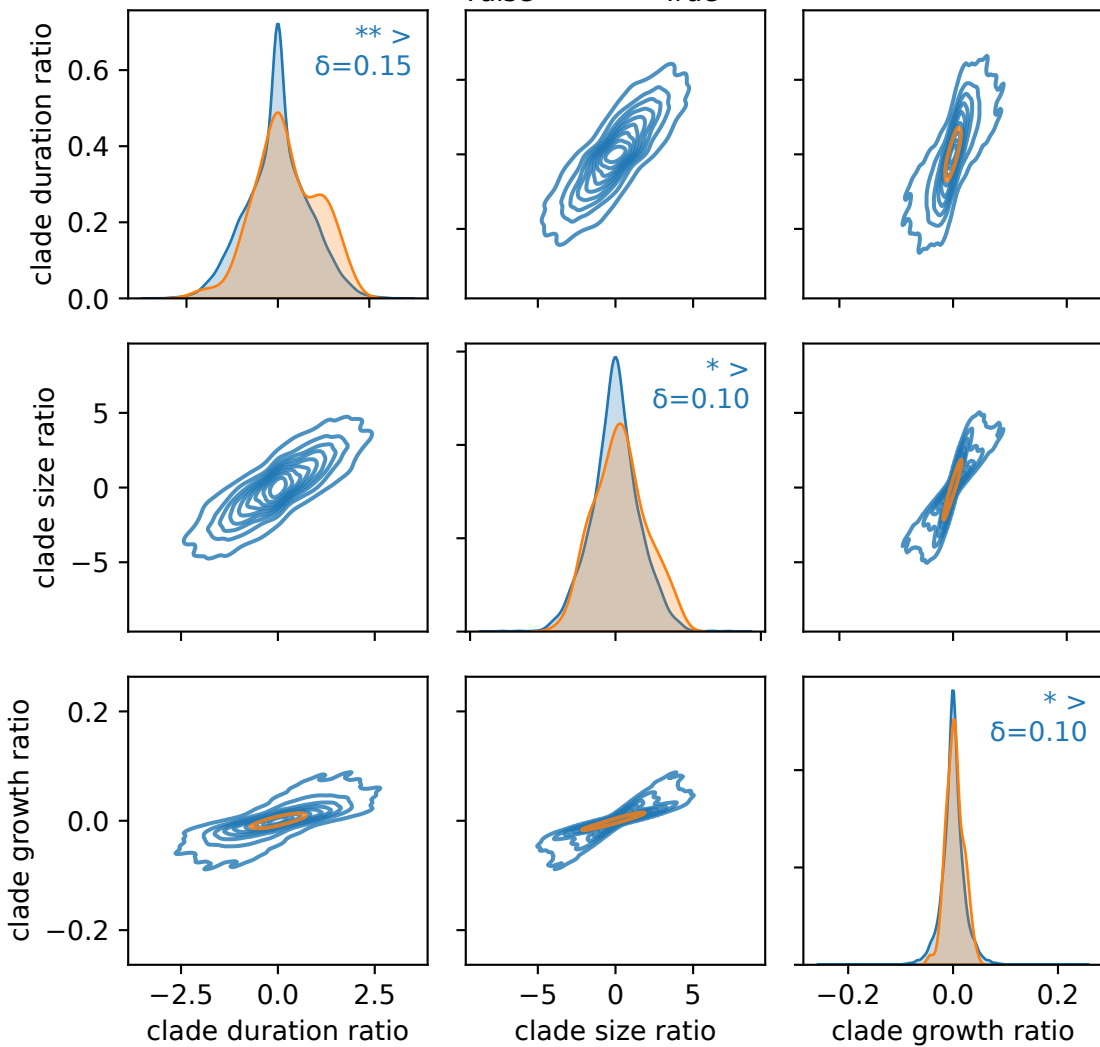 ** >
δ=0.15
clade duration ratio
0.6
0.4
0.2
0.0
* >
δ=0.10
clade size ratio
5
0
−5
* >
δ=0.10
clade growth ratio
0.2
0.0
−0.2
−2.5 0.0 2.5
−5 0 5
−0.2 0.0 0.2
clade duration ratio
clade size ratio
clade growth ratio